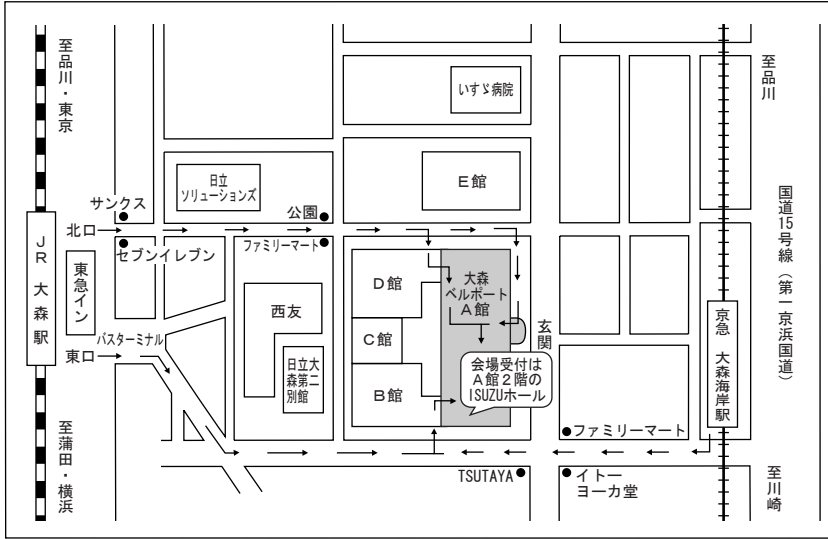 至品川・東京
いすゞ病院
至品川
日立
ソリューションズ
E館
サンクス
公園
北口
セブンイレブン
ファミリーマート
JR 大森駅
東急イン
D館
大森
ベルポート
A館
国道15号線（第一京浜国道）
西友
C館
玄関
京急 大森海岸駅
バスターミナル
東口
日立大
森第二
別館
B館
会場受付は
A館2階の
ISUZUホール
至蒲田・横浜
ファミリーマート
TSUTAYA
イトー
ヨーカ堂
至川崎